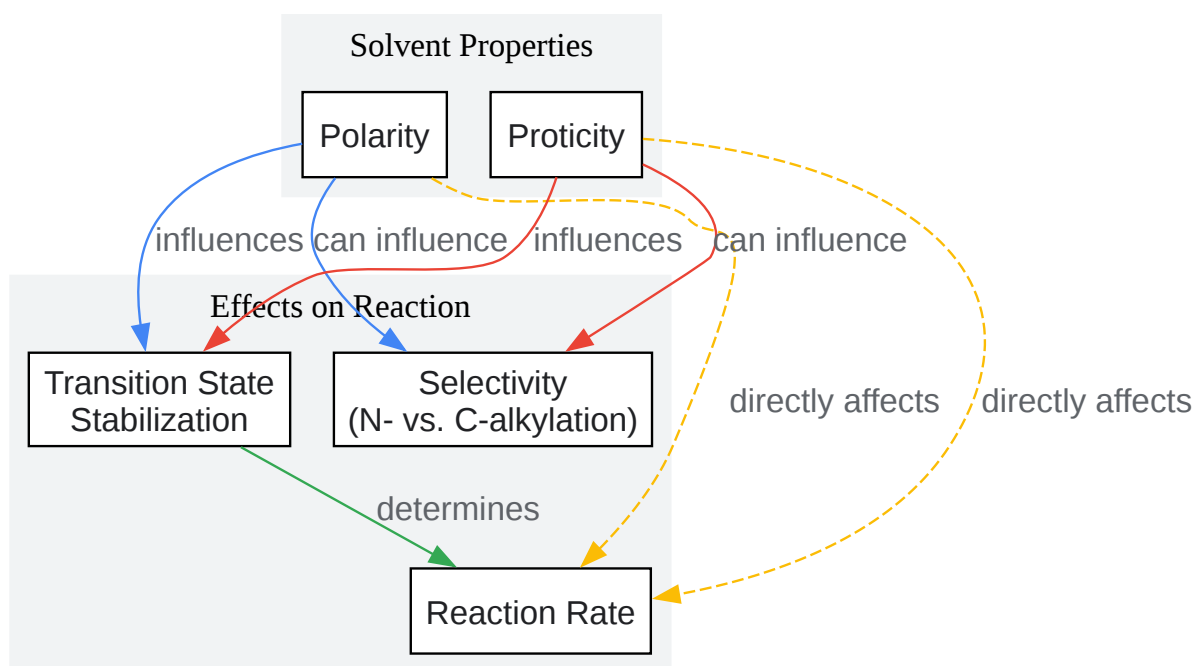 Solvent Properties
Polarity
Proticity
influences
can influence
influences
can influence
Effects on Reaction
Transition State
Stabilization
Selectivity
(N- vs. C-alkylation)
directly affects
directly affects
determines
Reaction Rate